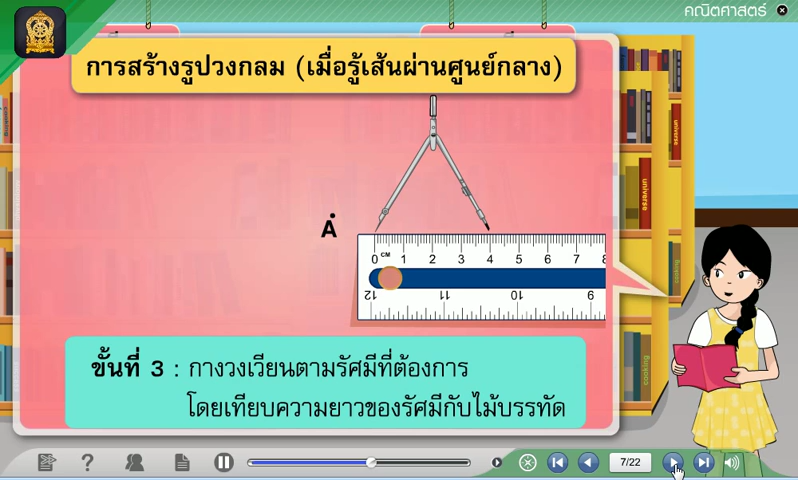 คณิตศาสตร์
การสร้างรูปวงกลม (เมื่อรู้เส้นผ่านศูนย์กลาง)
universe
universe
cooking
cooking
A
0 CM 1 2 3 4 5 6 7 8
12 11 10 9
ขั้นที่ 3 : กางวงเวียนตามรัศมีที่ต้องการ
โดยเทียบความยาวของรัศมีกับไม้บรรทัด
7/22